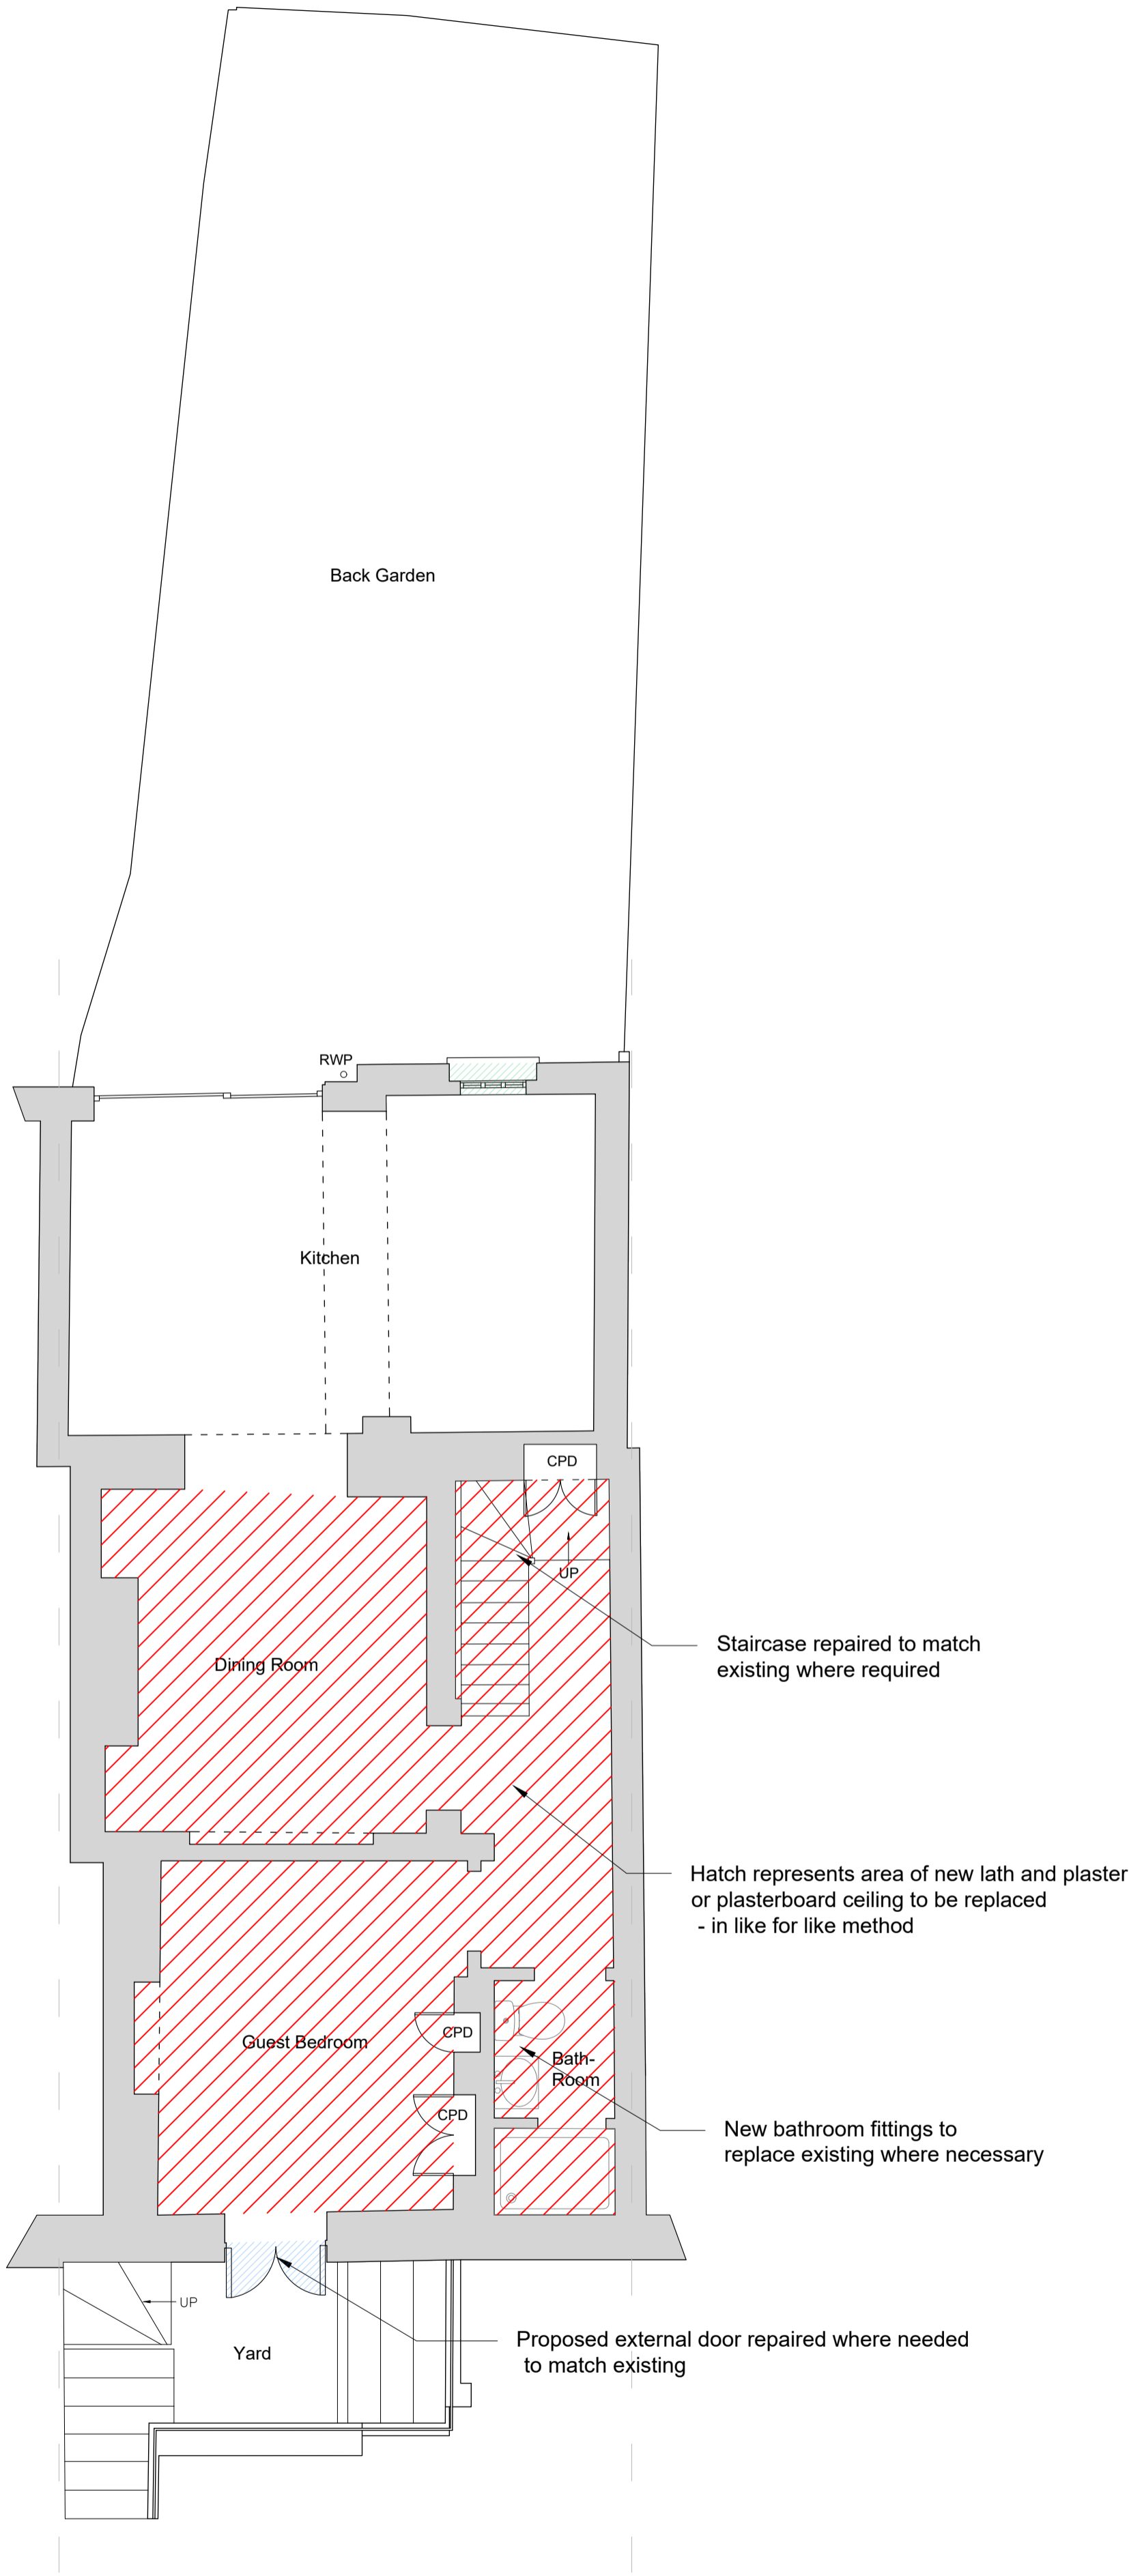 Back Garden
RWP
Kitchen
CPD
UP
Staircase repaired to match
existing where required
Dining Room
Hatch represents area of new lath and plaster
or plasterboard ceiling to be replaced
- in like for like method
CPD
Guest Bedroom
Bath-
Room
CPD
New bathroom fittings to
replace existing where necessary
UP
Yard
Proposed external door repaired where needed
to match existing